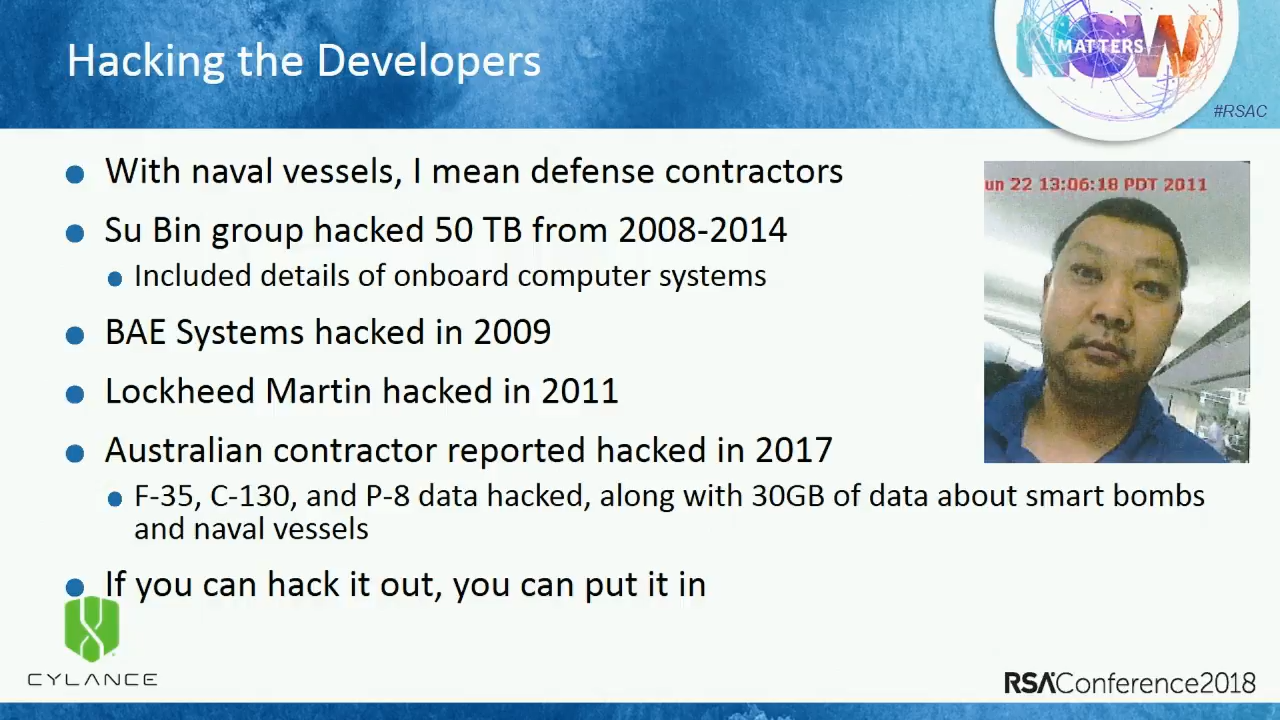 Hacking the Developers
NOW
MATTERS
#RSAC
With naval vessels, I mean defense contractors
un 22 13:06:18 PDT 2011
Su Bin group hacked 50 TB from 2008-2014
Included details of onboard computer systems
BAE Systems hacked in 2009
Lockheed Martin hacked in 2011
Australian contractor reported hacked in 2017
F-35, C-130, and P-8 data hacked, along with 30GB of data about smart bombs
and naval vessels
If you can hack it out, you can put it in
CYLANCE
RSAConference2018